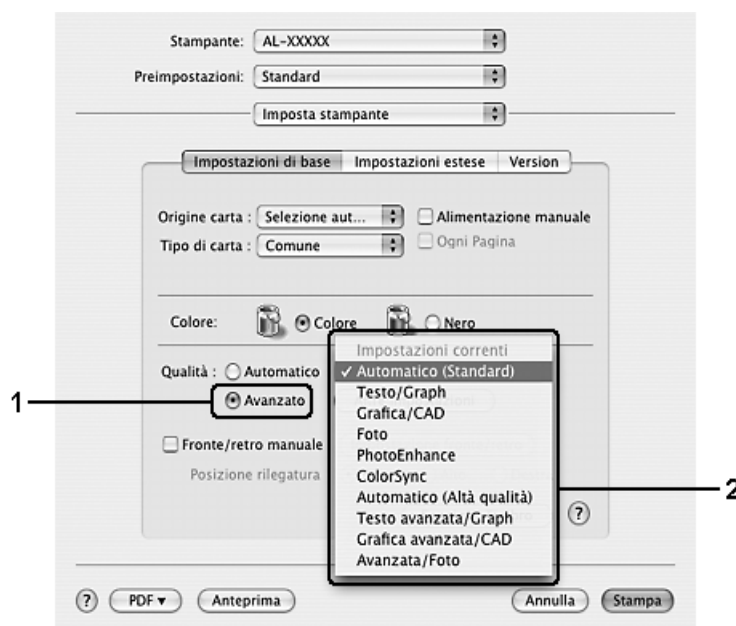 Stampante: AL-XXXXX
Preimpostazioni: Standard
Imposta stampante
Impostazioni di base Impostazioni estese Version
Origine carta : Selezione aut... Alimentazione manuale
Tipo di carta : Comune Ogni Pagina
Colore: Colore Nero
Impostazioni correnti
Qualità : Automatico ✓ Automatico (Standard)
1 Avanzato Testo/Graph
Grafica/CAD
Foto
Fronte/retro manuale PhotoEnhance
Posizione rilegatura ColorSync
Automatico (Altà qualità) 2
Testo avanzata/Graph ?
Grafica avanzata/CAD
Avanzata/Foto
? PDF ▼ Anteprima Annulla Stampa